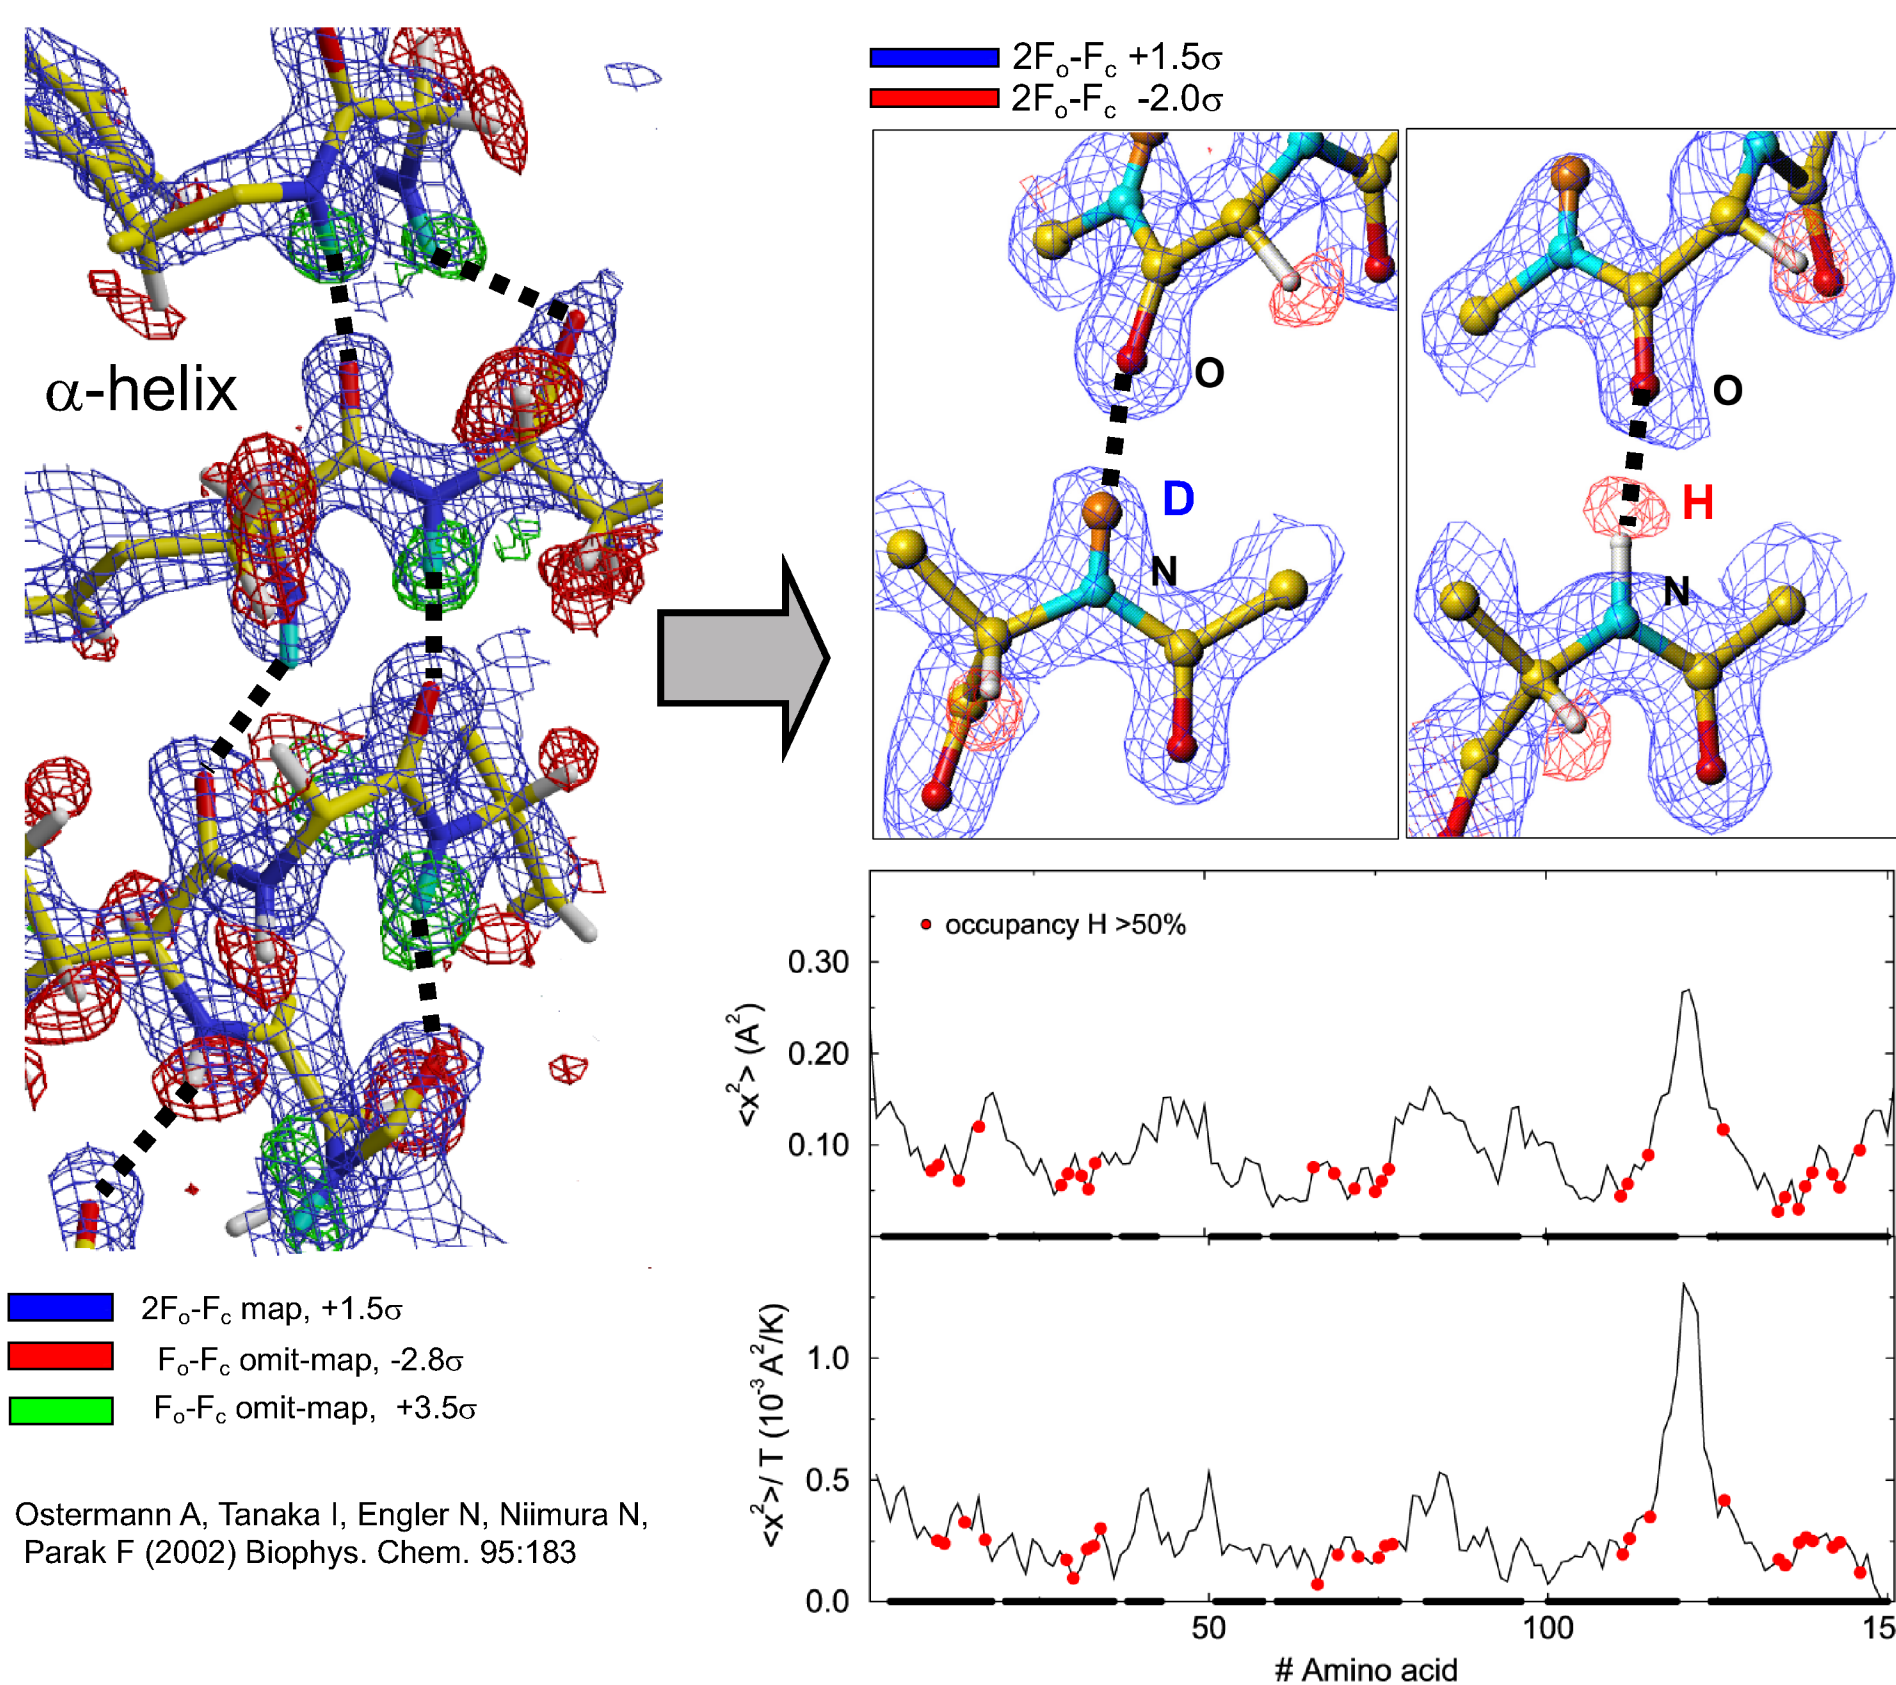 2Fo-Fc +1.5σ
2Fo-Fc -2.0σ
α-helix
O
D
N
O
H
N
2Fo-Fc map, +1.5σ
Fo-Fc omit-map, -2.8σ
Fo-Fc omit-map, +3.5σ
Ostermann A, Tanaka I, Engler N, Niimura N,
Parak F (2002) Biophys. Chem. 95:183
occupancy H >50%
<x²> (A²)
0.30
0.20
0.10
<x²>/ T (10⁻³ A²/K)
1.0
0.5
0.0
50
100
15
# Amino acid